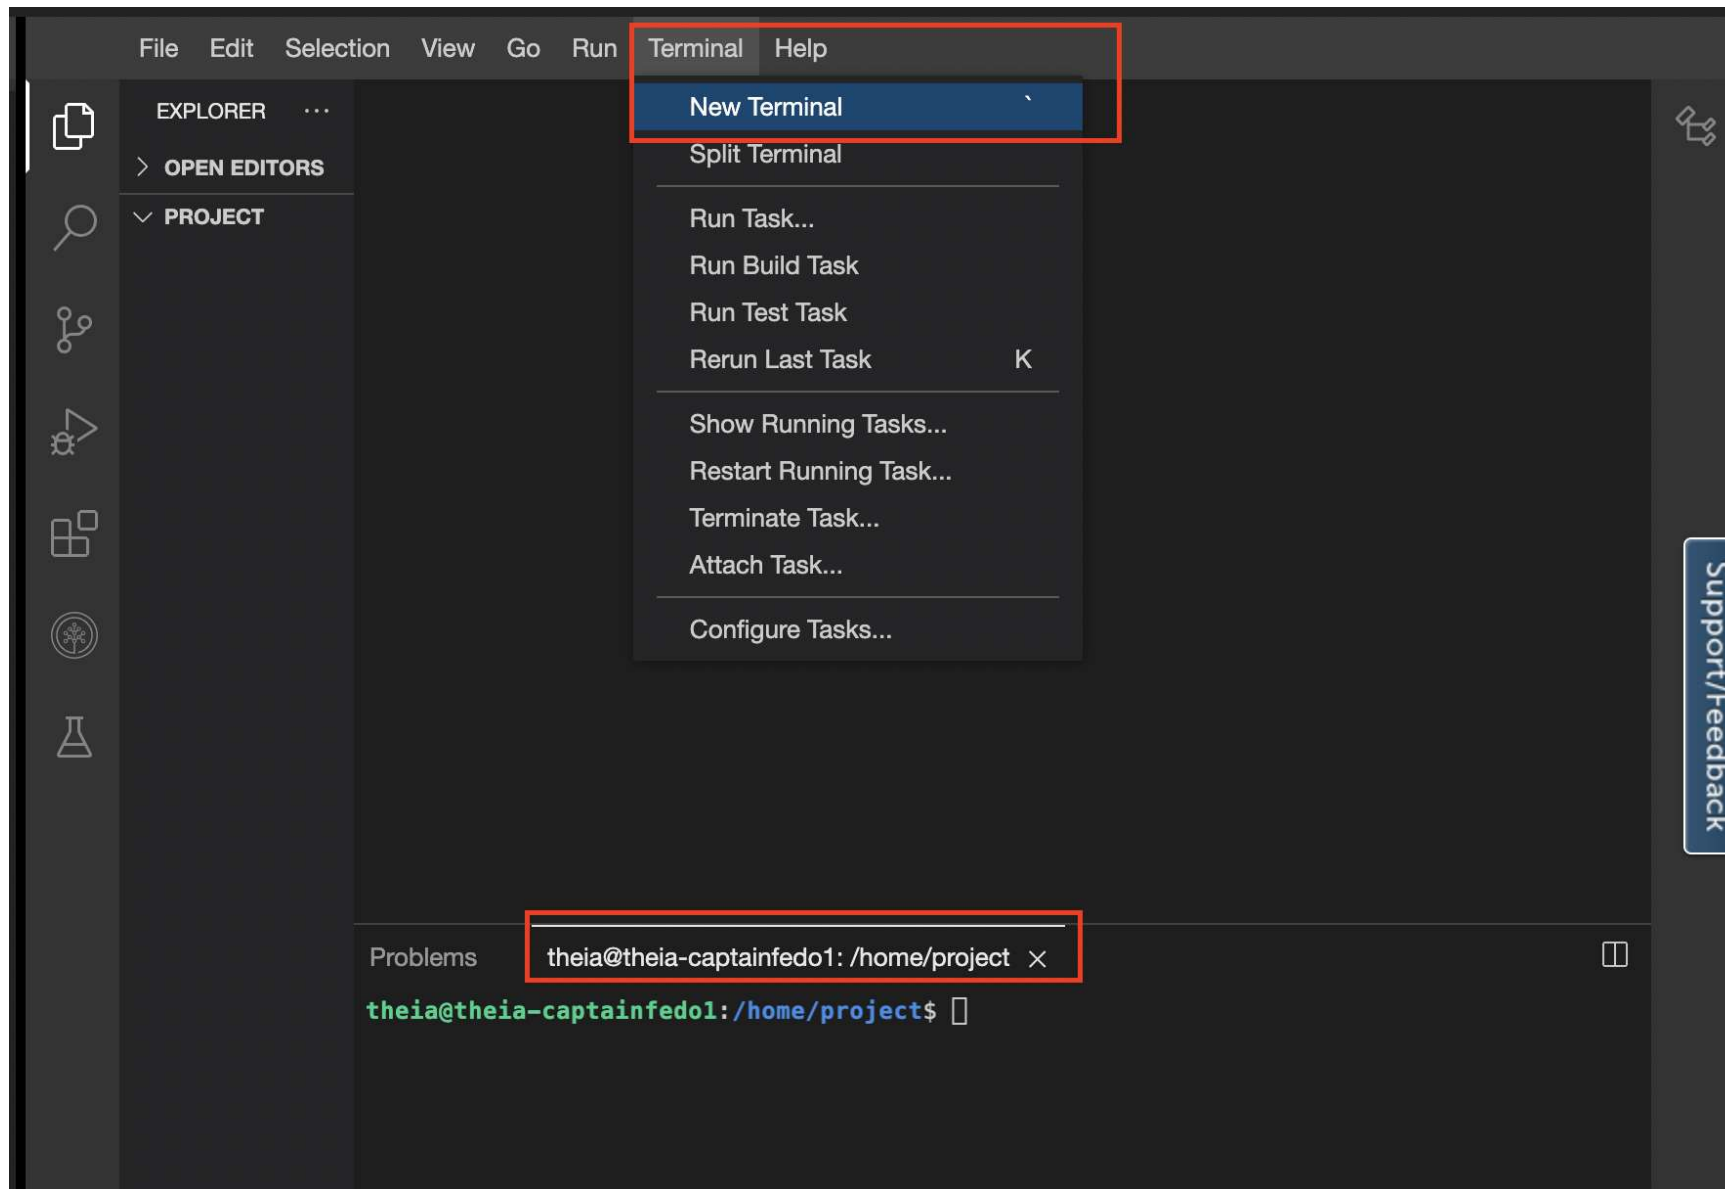 File Edit Selection View Go Run Terminal Help
EXPLORER ...
OPEN EDITORS
PROJECT
New Terminal `
Split Terminal
Run Task...
Run Build Task
Run Test Task
Rerun Last Task K
Show Running Tasks...
Restart Running Task...
Terminate Task...
Attach Task...
Configure Tasks...
Support/Feedback
Problems theia@theia-captainfedo1: /home/project
theia@theia-captainfedo1:/home/project$